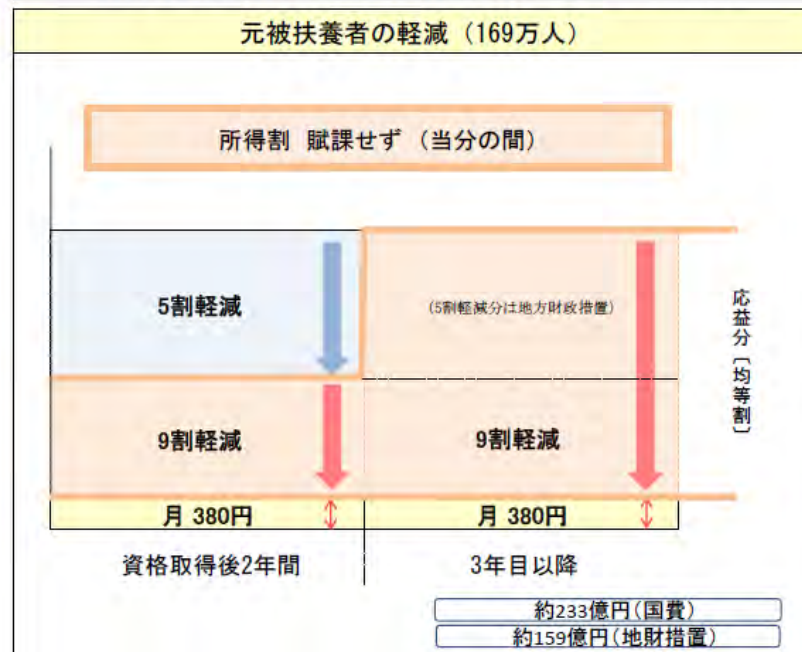 元被扶養者の軽減（169万人）
所得割 賦課せず（当分の間）
5割軽減
（5割軽減分は地方財政措置）
9割軽減
9割軽減
応益分〔均等割〕
月 380円
月 380円
資格取得後2年間
3年目以降
約233億円（国費）
約159億円（地財措置）